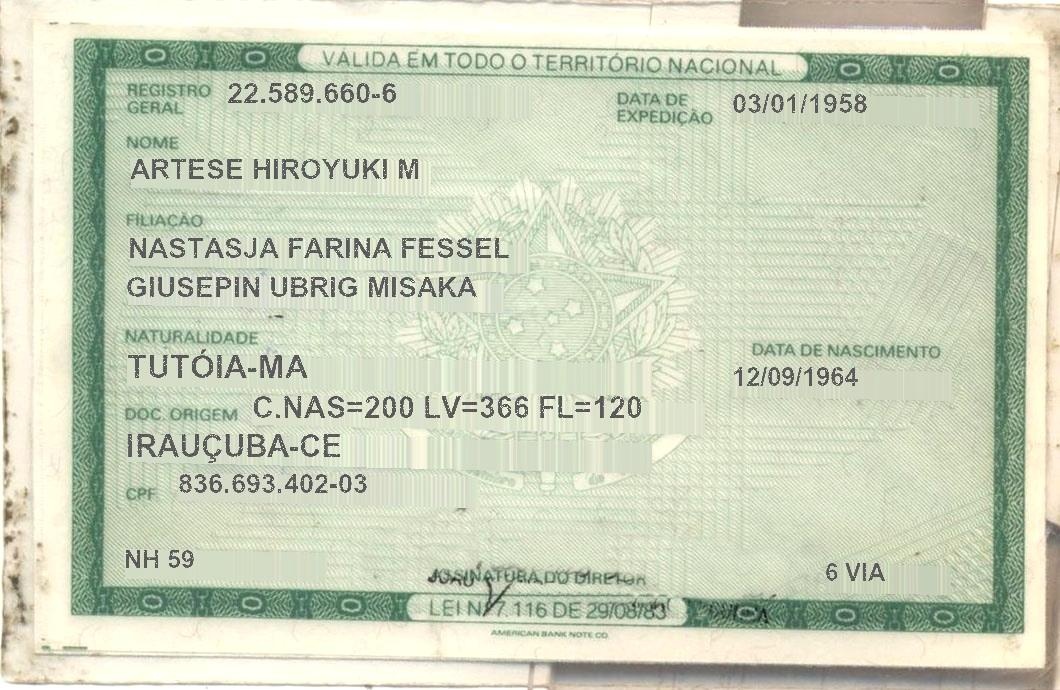 VÁLIDA EM TODO O TERRITÓRIO NACIONAL
REGISTRO GERAL 22.589.660-6
DATA DE EXPEDIÇÃO 03/01/1958
NOME
ARTESE HIROYUKI M
FILIAÇÃO
NASTASJA FARINA FESSEL
GIUSEPIN UBRIG MISAKA
NATURALIDADE
TUTÓIA-MA
DATA DE NASCIMENTO
12/09/1964
DOC. ORIGEM C.NAS=200 LV=366 FL=120
IRAUÇUBA-CE
CPF 836.693.402-03
NH 59
ASSINATURA DO DIRETOR
6 VIA
LEI Nº 7.116 DE 29/08/83
AMERICAN BANK NOTE CO.